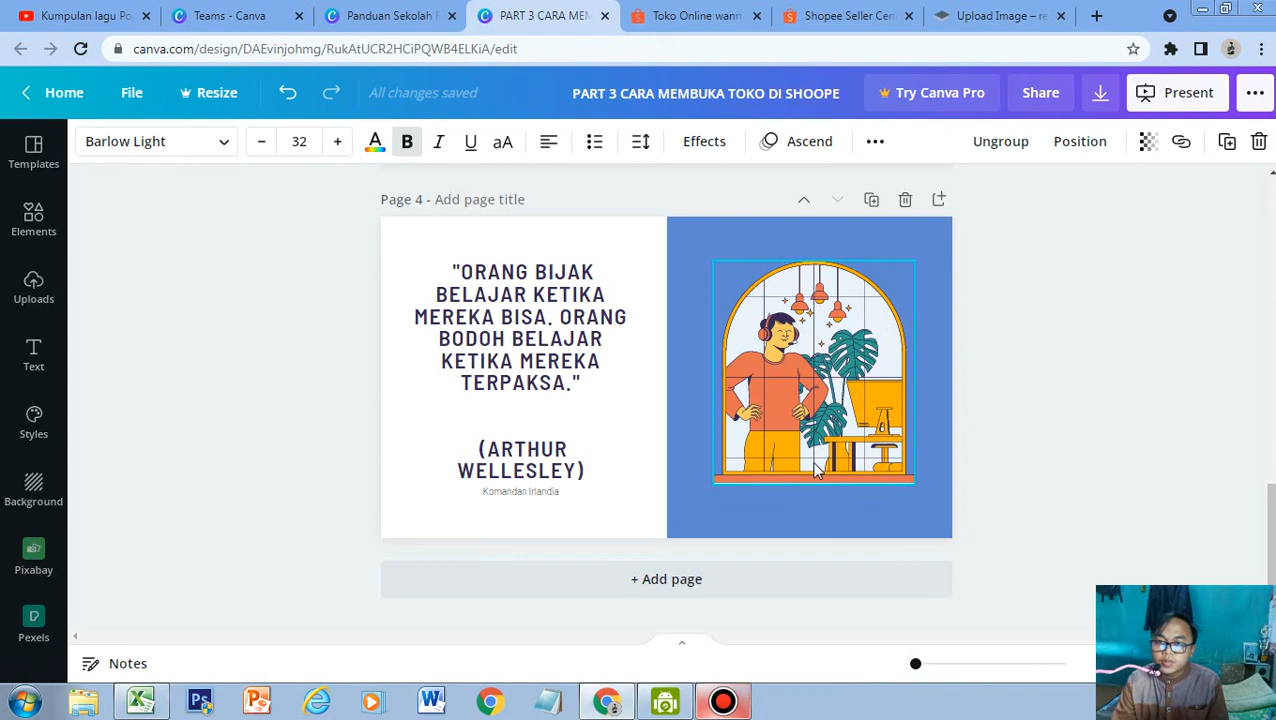 Kumpulan lagu Po
Teams - Canva
Panduan Sekolah
PART 3 CARA MEM
Toko Online wann
Shopee Seller Cen
Upload Image – re
canva.com/design/DAEvinjohmg/RukAtUCR2HCiPQWB4ELKiA/edit
Home
File
Resize
All changes saved
PART 3 CARA MEMBUKA TOKO DI SHOOPE
Try Canva Pro
Share
Present
Barlow Light
32
A
B
I
U
aA
Effects
Ascend
Ungroup
Position
Templates
Elements
Uploads
Text
Styles
Background
Pixabay
Pexels
Page 4 - Add page title
"ORANG BIJAK
BELAJAR KETIKA
MEREKA BISA. ORANG
BODOH BELAJAR
KETIKA MEREKA
TERPAKSA."
(ARTHUR
WELLESLEY)
Komandan Irlandia
+ Add page
Notes